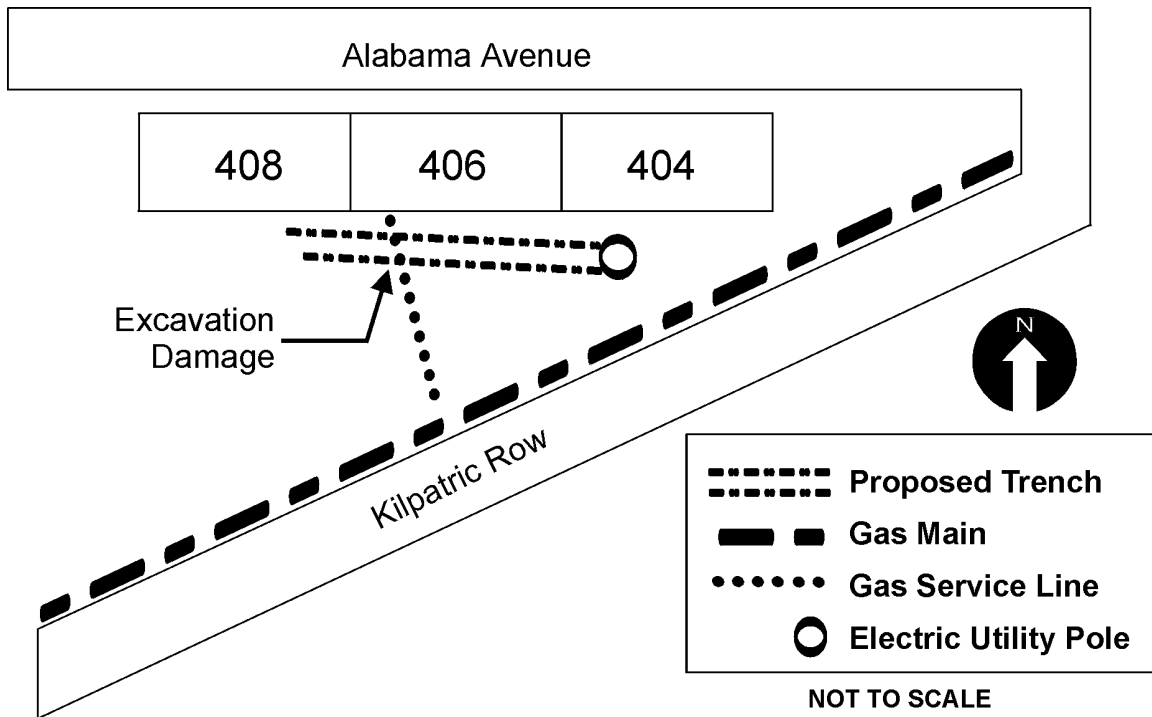 Alabama Avenue
408
406
404
Excavation
Damage
Kilpatric Row
N
Proposed Trench
Gas Main
Gas Service Line
Electric Utility Pole
NOT TO SCALE